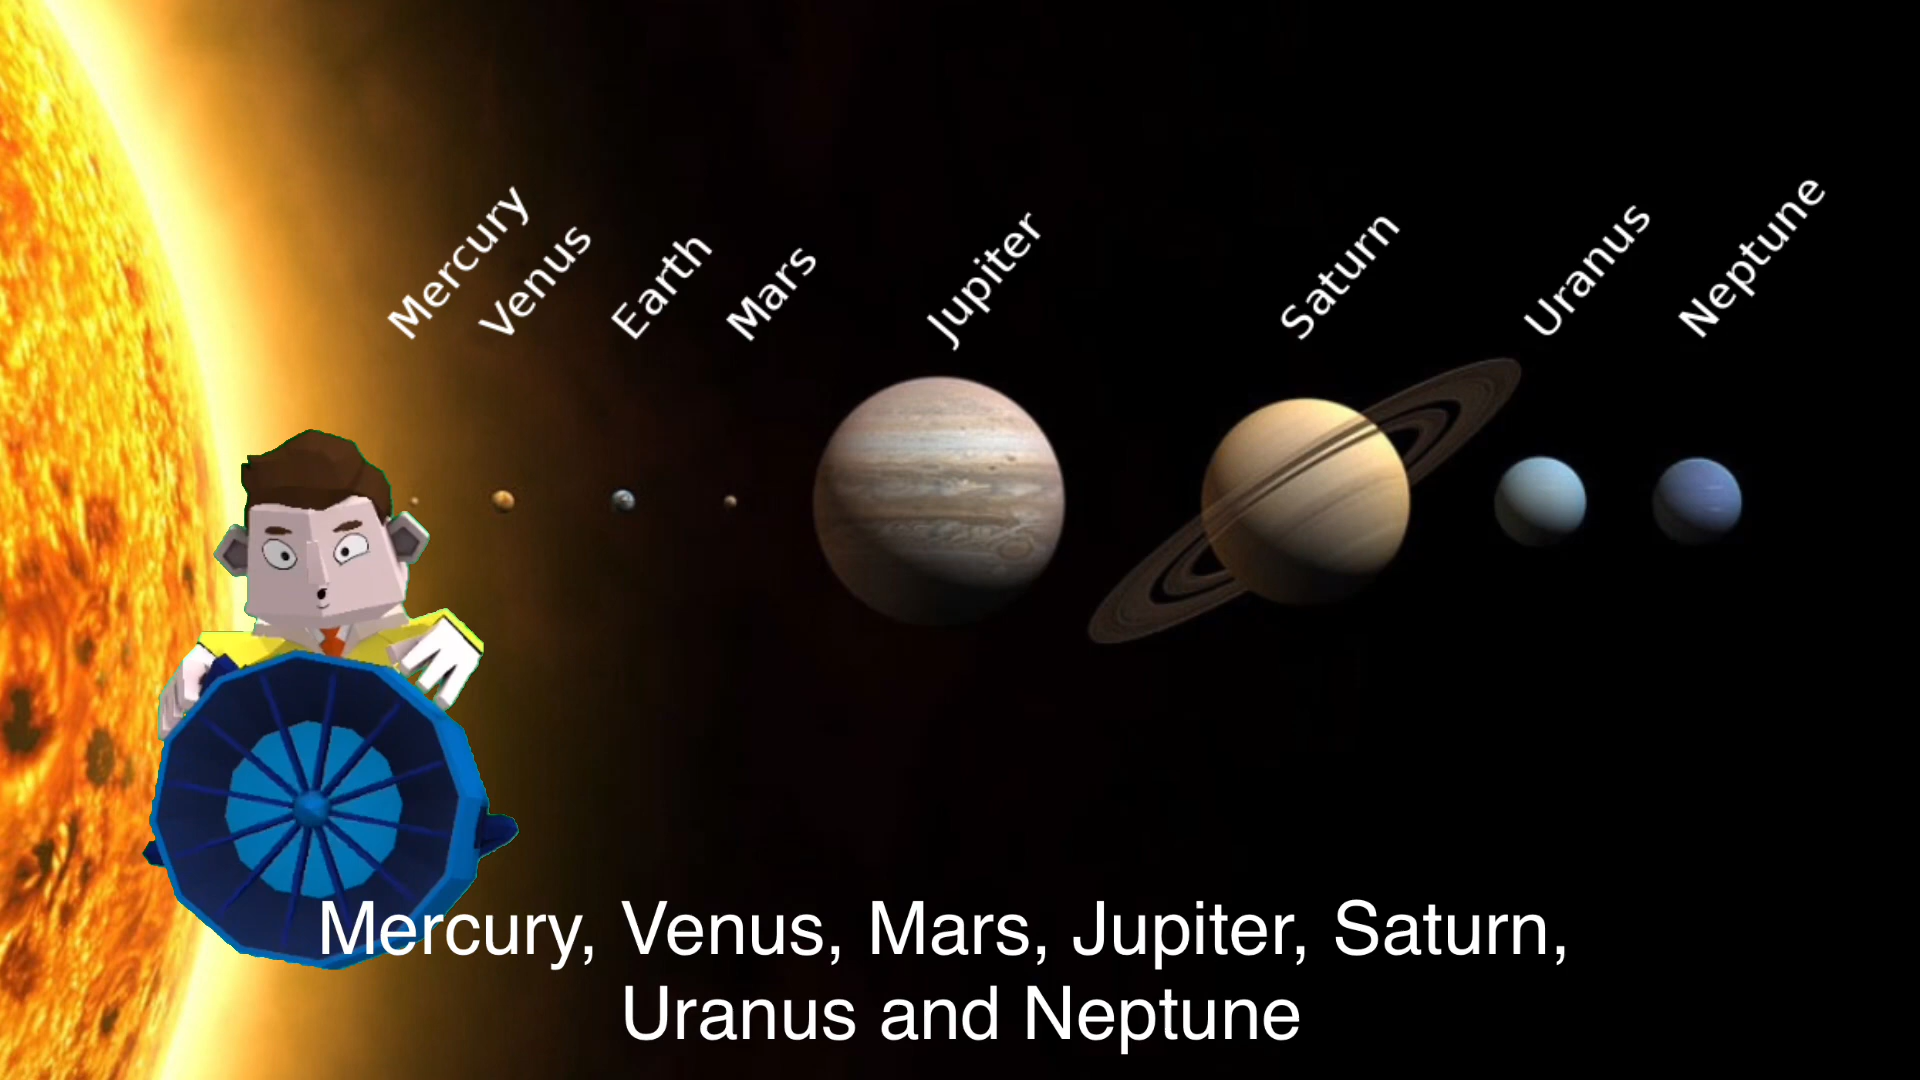 Mercury
Venus
Earth
Mars
Jupiter
Saturn
Uranus
Neptune
Mercury, Venus, Mars, Jupiter, Saturn,
Uranus and Neptune